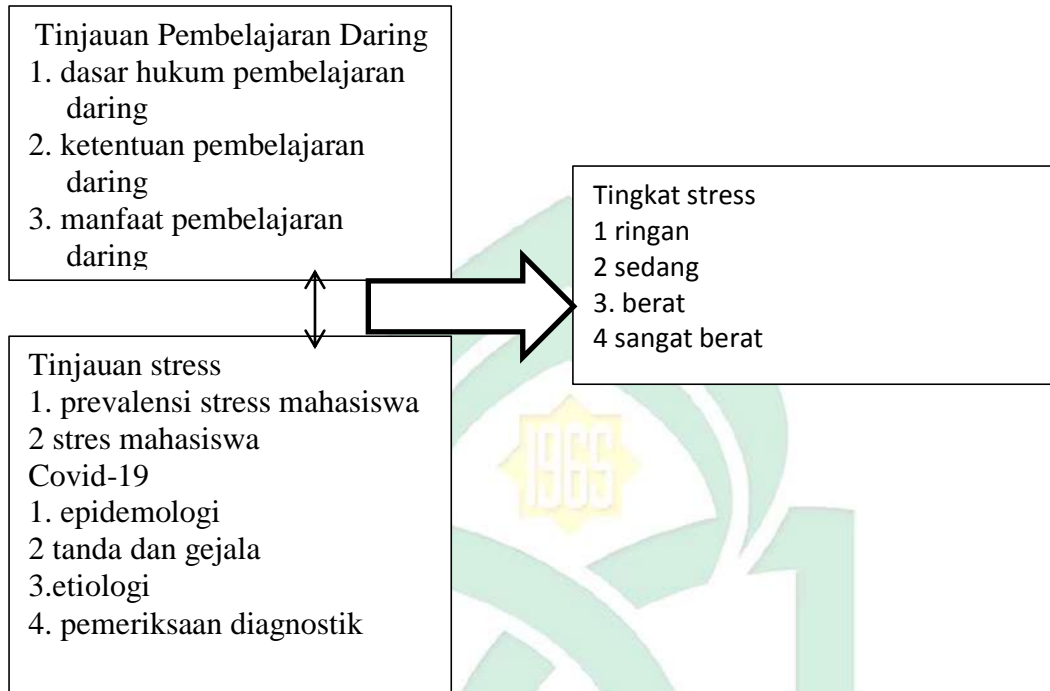 Tinjauan Pembelajaran Daring
1. dasar hukum pembelajaran
daring
2. ketentuan pembelajaran
daring
3. manfaat pembelajaran
daring
Tingkat stress
1 ringan
2 sedang
3. berat
4 sangat berat
Tinjauan stress
1. prevalensi stress mahasiswa
2 stres mahasiswa
Covid-19
1. epidemologi
2 tanda dan gejala
3.etiologi
4. pemeriksaan diagnostik
1965